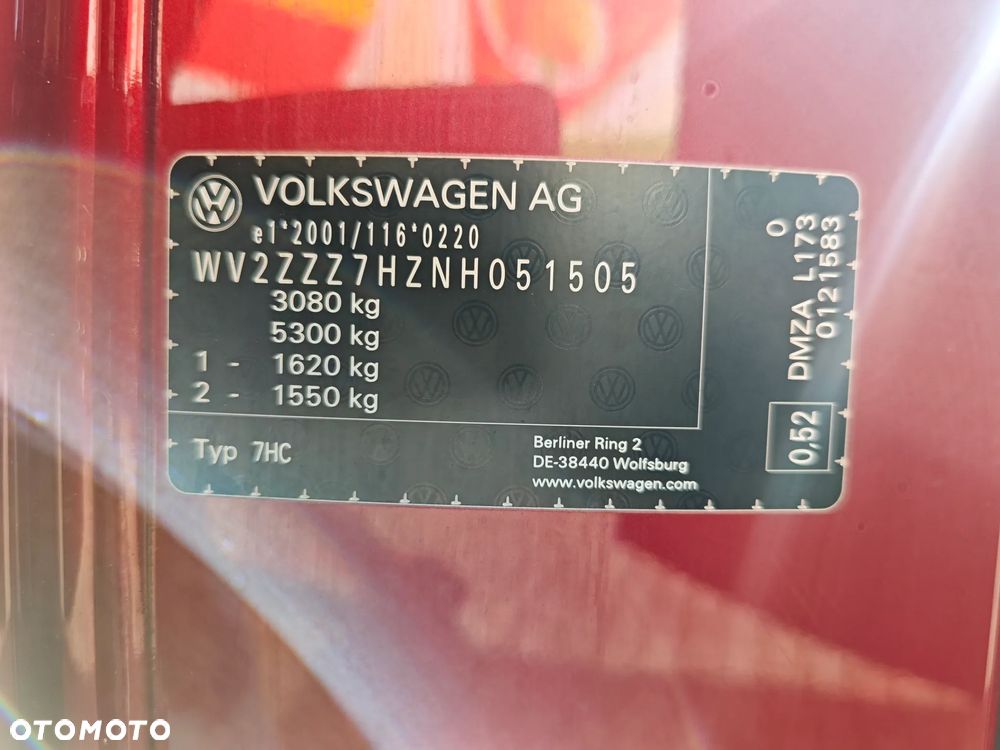 VOLKSWAGEN AG
e1*2001/116*0220
WV2ZZZ7HZNH051505
3080 kg
5300 kg
1 - 1620 kg
2 - 1550 kg
Typ 7HC
Berliner Ring 2
DE-38440 Wolfsburg
www.volkswagen.com
0
DMZA L173
0121583
0,52
OTOMOTO